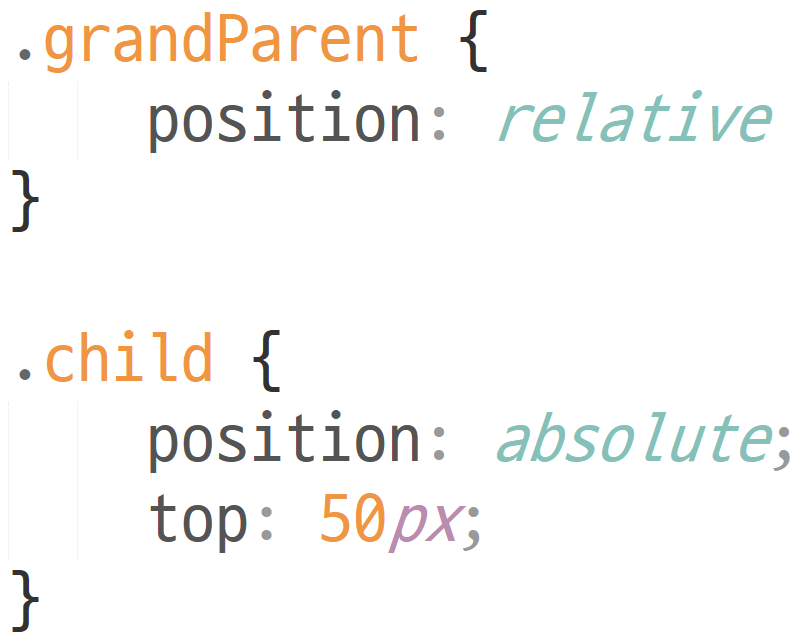 .grandParent {
    position: relative
}

.child {
    position: absolute;
    top: 50px;
}